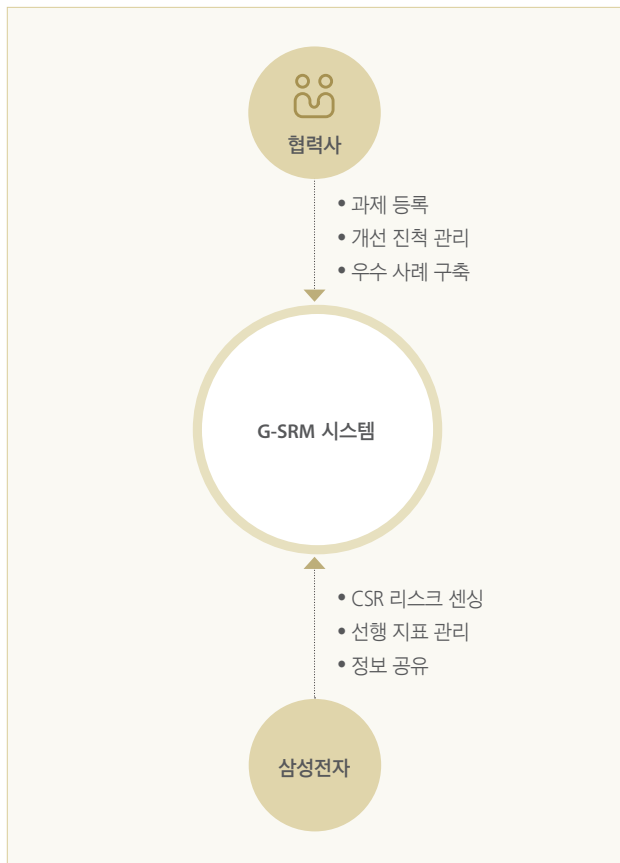 협력사
• 과제 등록
• 개선 진척 관리
• 우수 사례 구축
G-SRM 시스템
• CSR 리스크 센싱
• 선행 지표 관리
• 정보 공유
삼성전자